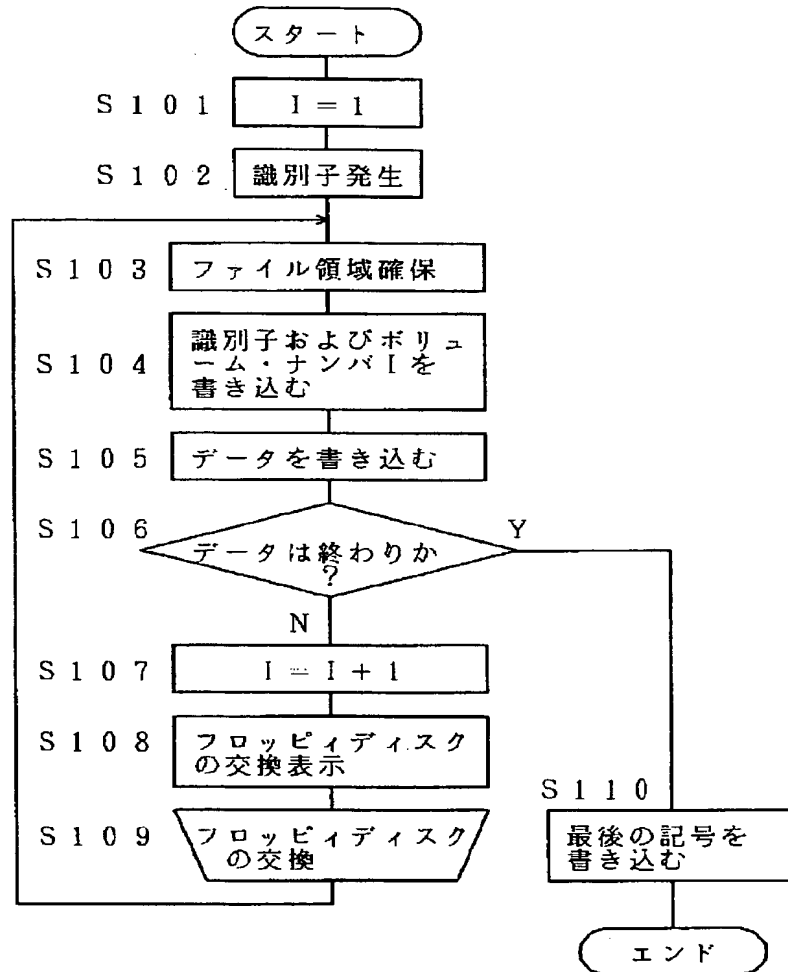 スタート
S101
I=1
S102
識別子発生
S103
ファイル領域確保
S104
識別子およびボリュ
ーム・ナンバIを
書き込む
S105
データを書き込む
S106
データは終わりか
?
Y
N
S107
I=I+1
S108
フロッピィディスク
の交換表示
S109
フロッピィディスク
の交換
S110
最後の記号を
書き込む
エンド